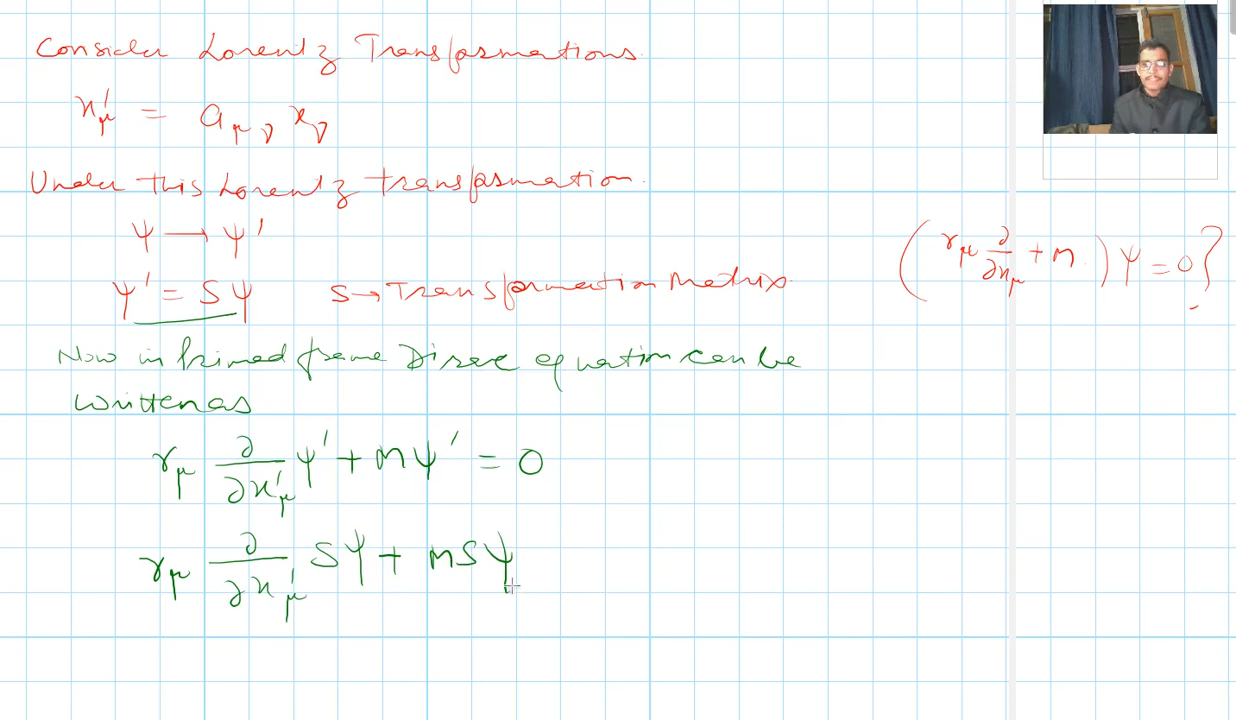 Consider Lorentz Transformations
x'μ = aμν xν
Under this Lorentz transformation.
ψ → ψ'
ψ' = Sψ S → Transformation Matrix.
(γμ ∂/∂xμ + m) ψ = 0 ?
Now in primed frame Dirac equation can be
written as
γμ ∂/∂x'μ ψ' + mψ' = 0
γμ ∂/∂x'μ Sψ + mSψ